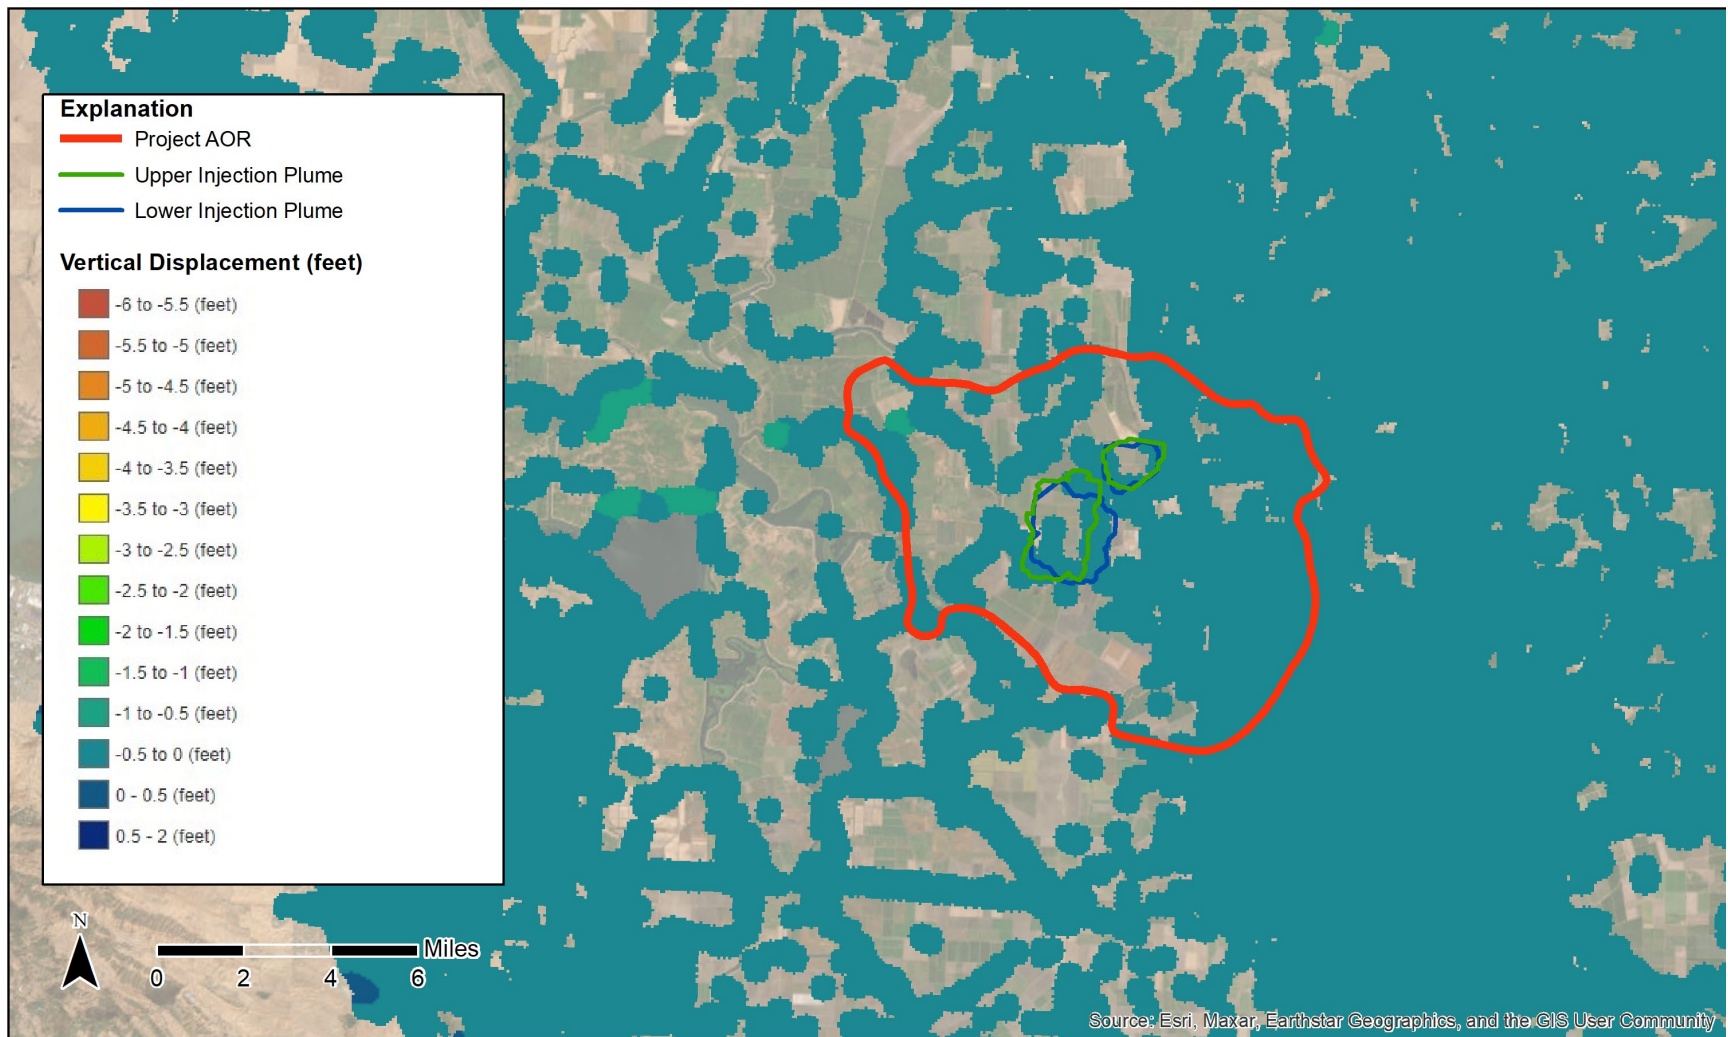 Explanation
Project AOR
Upper Injection Plume
Lower Injection Plume
Vertical Displacement (feet)
-6 to -5.5 (feet)
-5.5 to -5 (feet)
-5 to -4.5 (feet)
-4.5 to -4 (feet)
-4 to -3.5 (feet)
-3.5 to -3 (feet)
-3 to -2.5 (feet)
-2.5 to -2 (feet)
-2 to -1.5 (feet)
-1.5 to -1 (feet)
-1 to -0.5 (feet)
-0.5 to 0 (feet)
0 - 0.5 (feet)
0.5 - 2 (feet)
N
Miles
0 2 4 6
Source: Esri, Maxar, Earthstar Geographics, and the GIS User Community